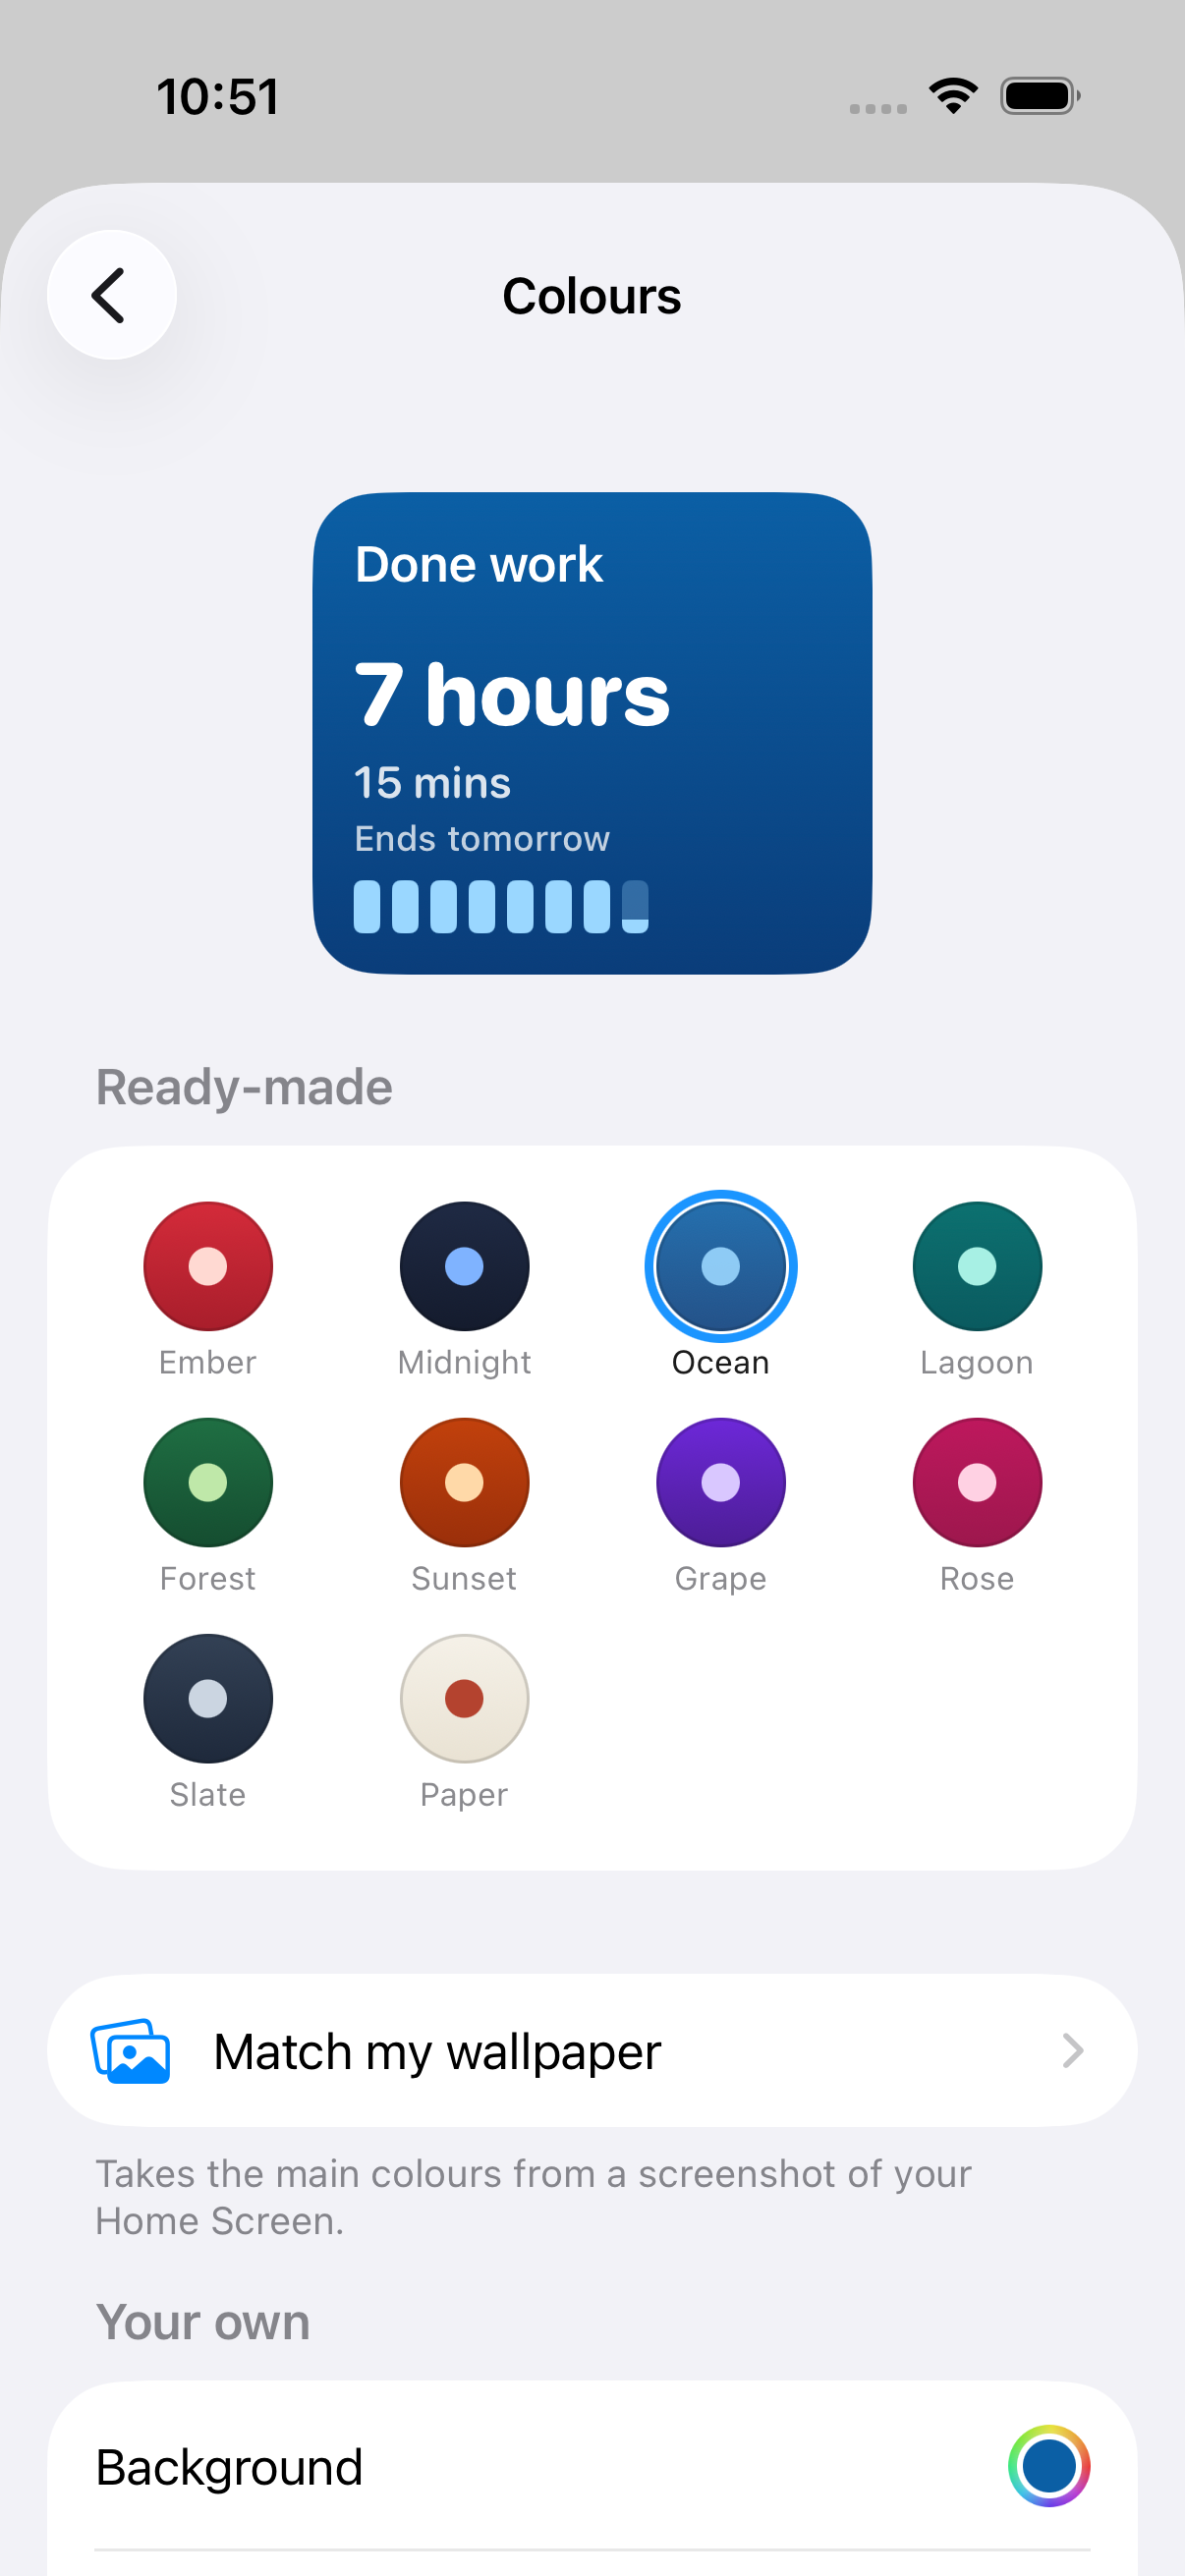 10:51
Colours
Done work
7 hours
15 mins
Ends tomorrow
Ready-made
Ember
Midnight
Ocean
Lagoon
Forest
Sunset
Grape
Rose
Slate
Paper
Match my wallpaper
Takes the main colours from a screenshot of your
Home Screen.
Your own
Background